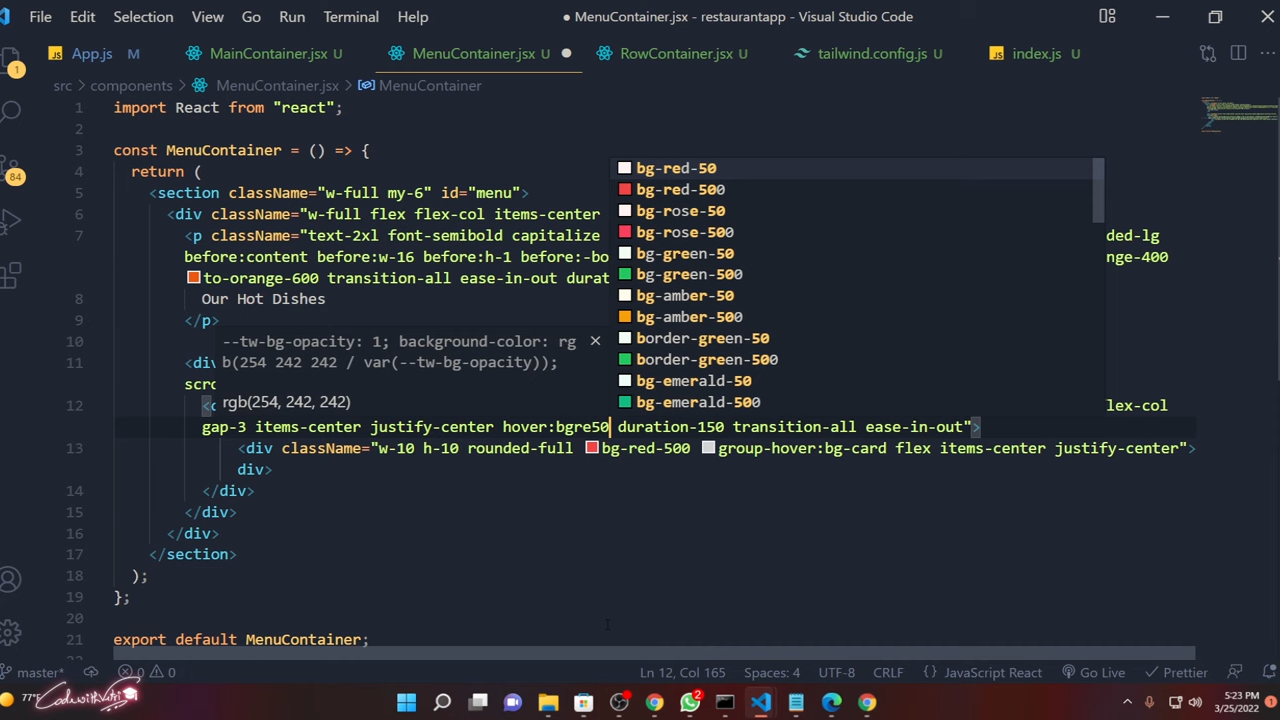 File Edit Selection View Go Run Terminal Help ● MenuContainer.jsx - restaurantapp - Visual Studio Code
JS App.js M MainContainer.jsx U MenuContainer.jsx U ● RowContainer.jsx U tailwind.config.js U JS index.js U
src > components > MenuContainer.jsx > MenuContainer
1 import React from "react";
2
3 const MenuContainer = () => {
4 return (
5 <section className="w-full my-6" id="menu">
6 <div className="w-full flex flex-col items-center
7 <p className="text-2xl font-semibold capitalize ded-lg
before:content before:w-16 before:h-1 before:-bo nge-400
to-orange-600 transition-all ease-in-out durat
8 Our Hot Dishes
9 </p>
10
11 <div
scro
12 <d lex-col
gap-3 items-center justify-center hover:bgre50 duration-150 transition-all ease-in-out">
13 <div className="w-10 h-10 rounded-full bg-red-500 group-hover:bg-card flex items-center justify-center">
div>
14 </div>
15 </div>
16 </div>
17 </section>
18 );
19 };
20
21 export default MenuContainer;
22
bg-red-50
bg-red-500
bg-rose-50
bg-rose-500
bg-green-50
bg-green-500
bg-amber-50
bg-amber-500
border-green-50
border-green-500
bg-emerald-50
bg-emerald-500
--tw-bg-opacity: 1; background-color: rg
b(254 242 242 / var(--tw-bg-opacity));
rgb(254, 242, 242)
1
84
master* 0 0 Ln 12, Col 165 Spaces: 4 UTF-8 CRLF {} JavaScript React Go Live Prettier
77°F CodewithVetri 2 5:23 PM
3/25/2022 1